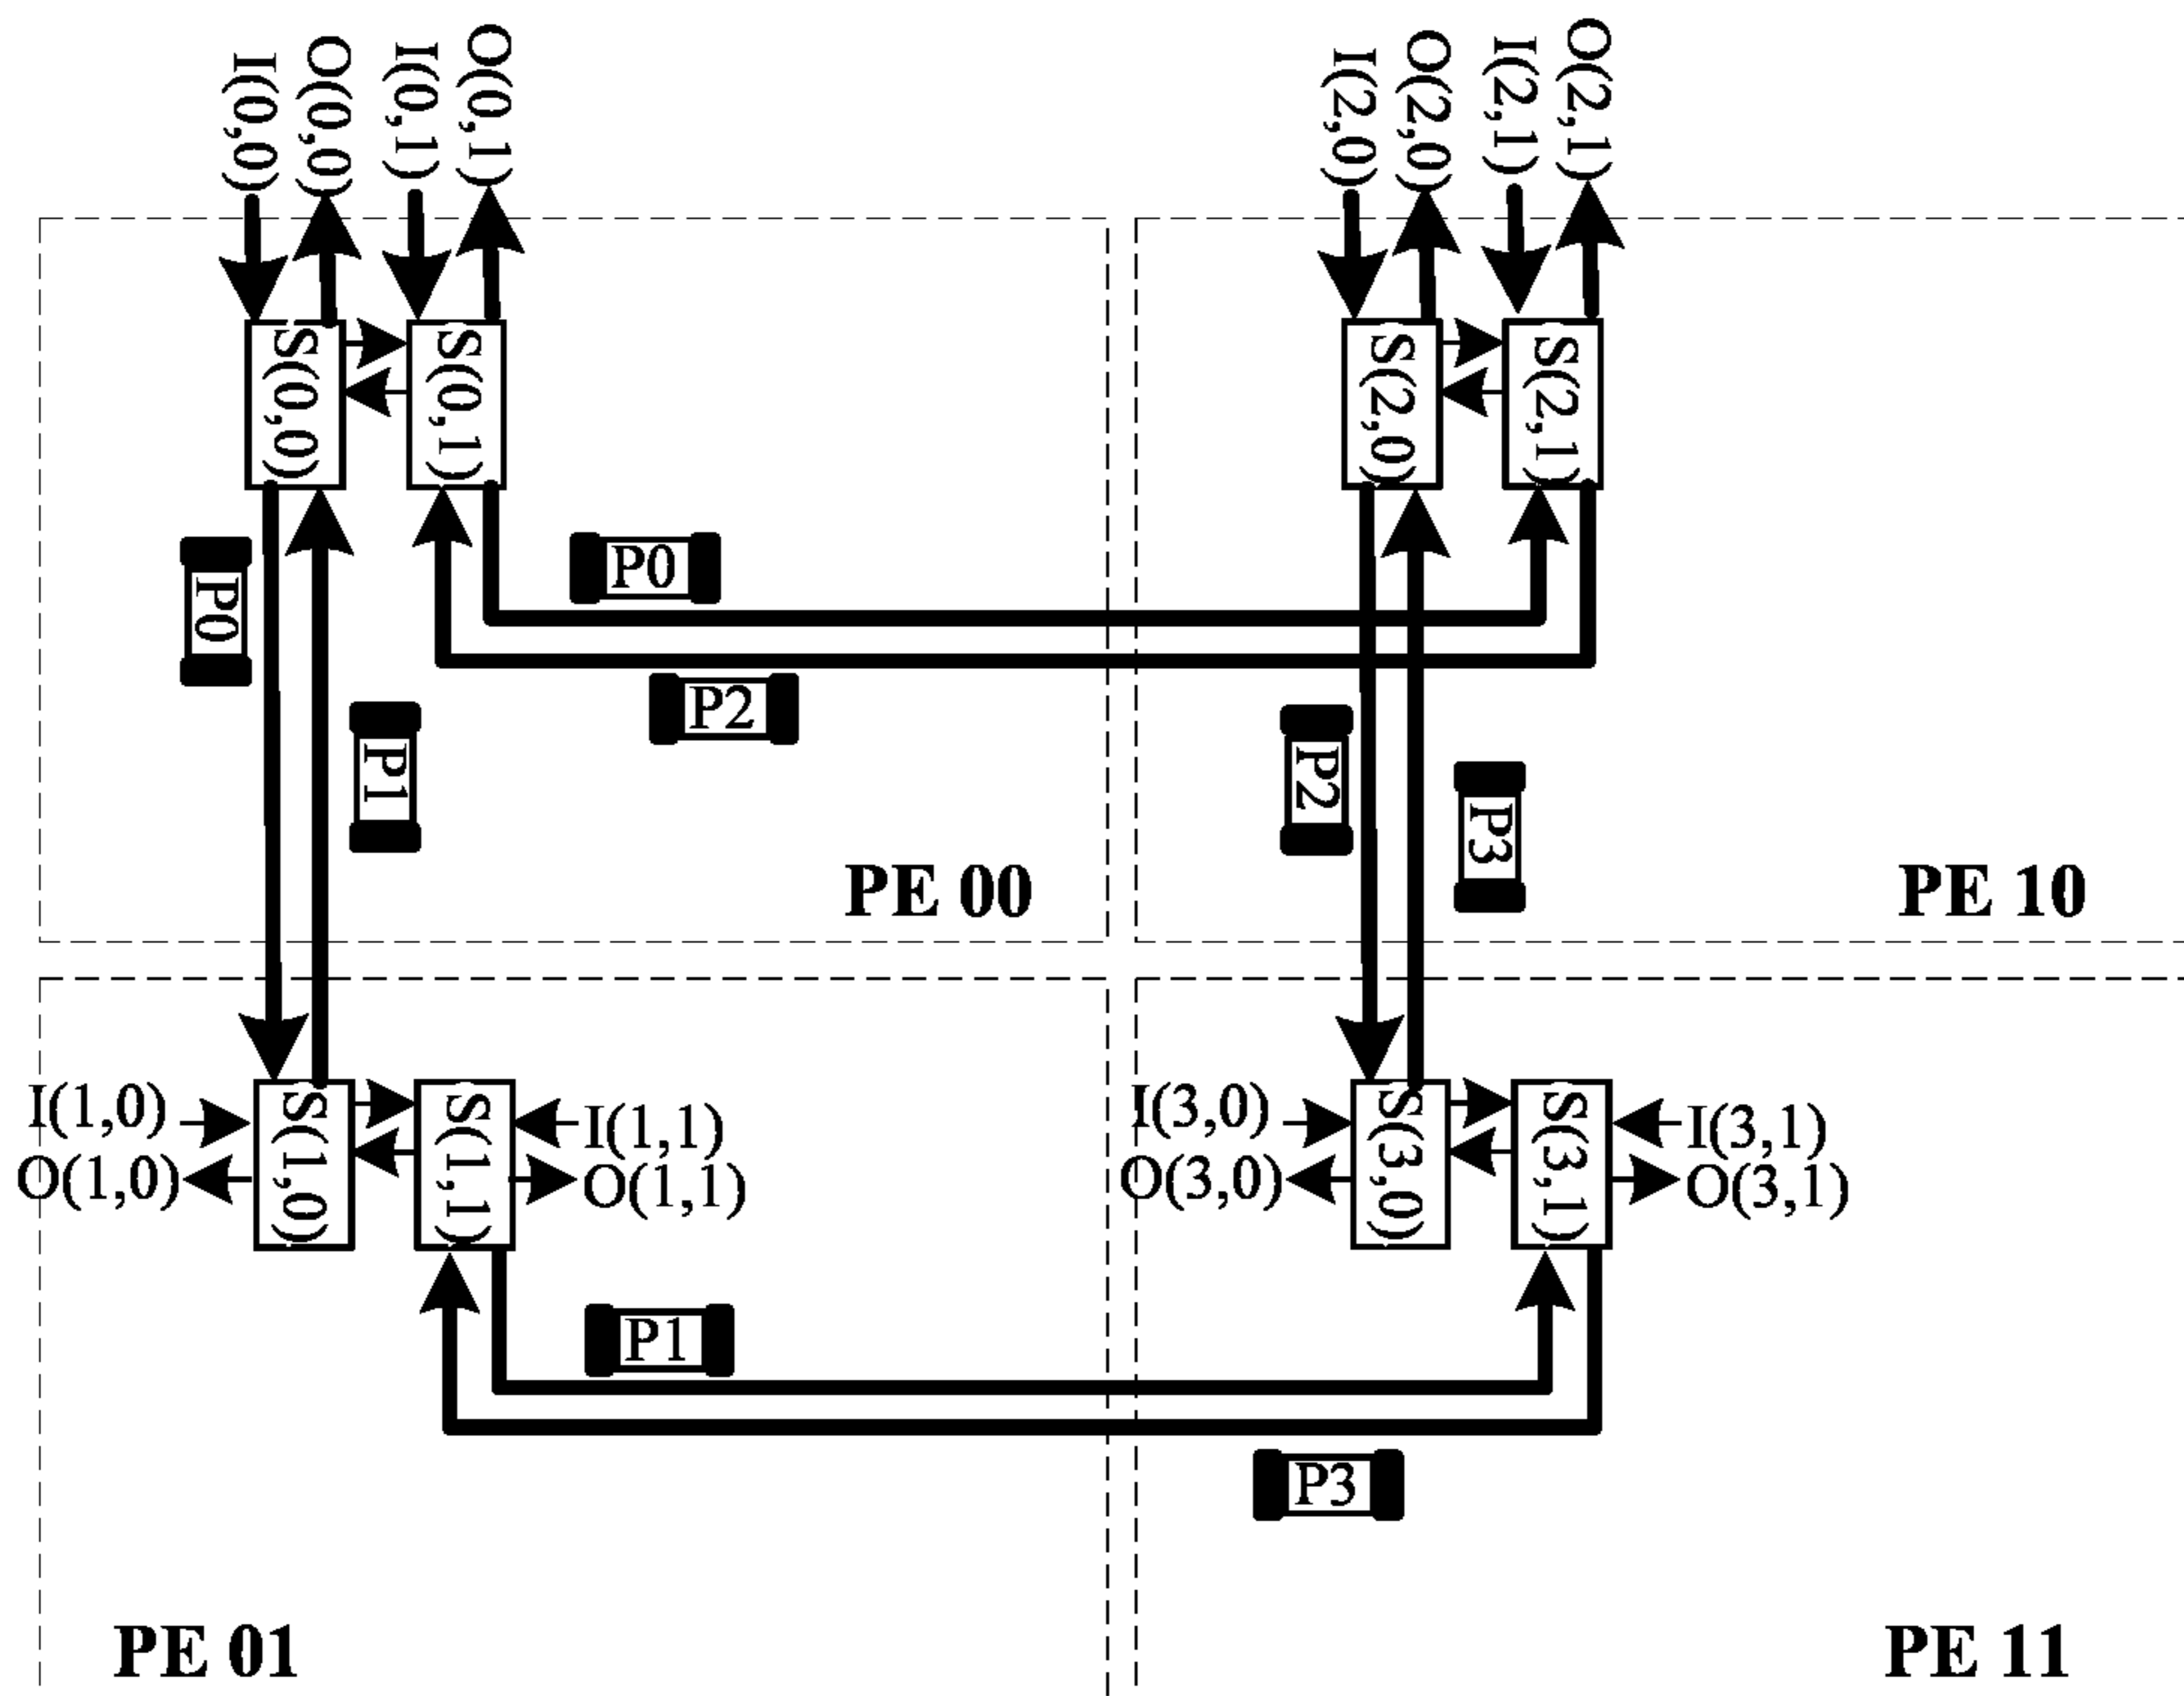 I(0,0)
O(0,0)
I(0,1)
O(0,1)
I(2,0)
O(2,0)
I(2,1)
O(2,1)
S(0,0)
S(0,1)
S(2,0)
S(2,1)
P0
P0
P2
P1
P2
P3
PE 00
PE 10
I(1,0)
O(1,0)
S(1,0)
S(1,1)
I(1,1)
O(1,1)
I(3,0)
O(3,0)
S(3,0)
S(3,1)
I(3,1)
O(3,1)
P1
P3
PE 01
PE 11